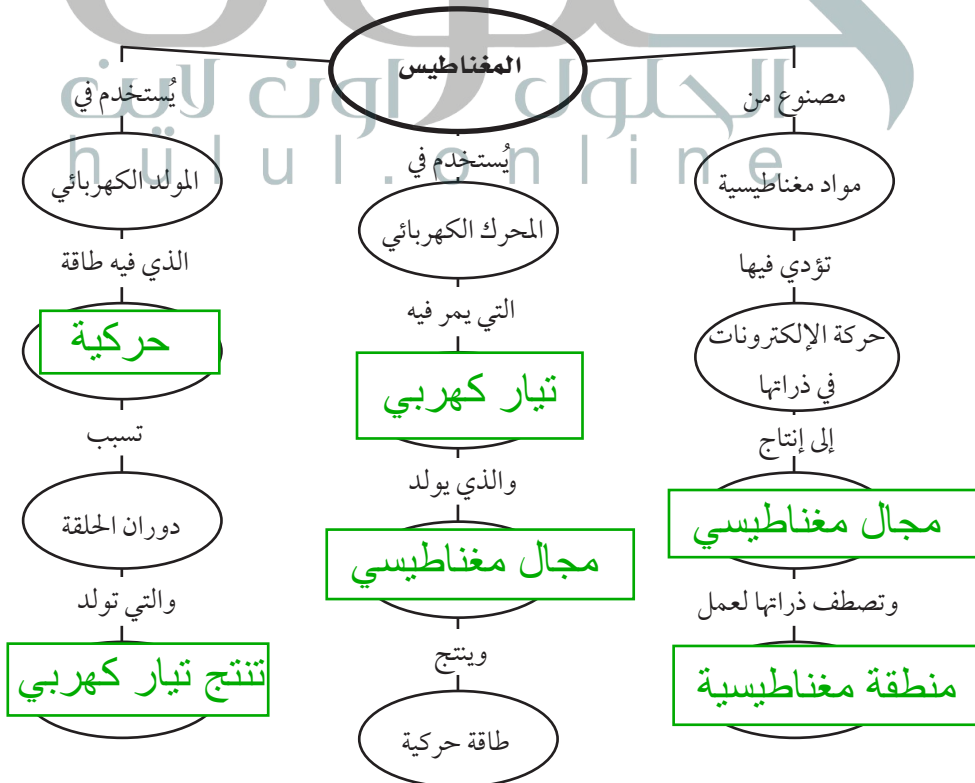 المغناطيس
مصنوع من
مواد مغناطيسية
تؤدي فيها
حركة الإلكترونات
في ذراتها
إلى إنتاج
مجال مغناطيسي
وتصطف ذراتها لعمل
منطقة مغناطيسية
يُستخدم في
المحرك الكهربائي
التي يمر فيه
تيار كهربي
والذي يولد
مجال مغناطيسي
وينتج
طاقة حركية
يُستخدم في
المولد الكهربائي
الذي فيه طاقة
حركية
تسبب
دوران الحلقة
والتي تولد
تنتج تيار كهربي
الحلول اون لاين
hulul.online